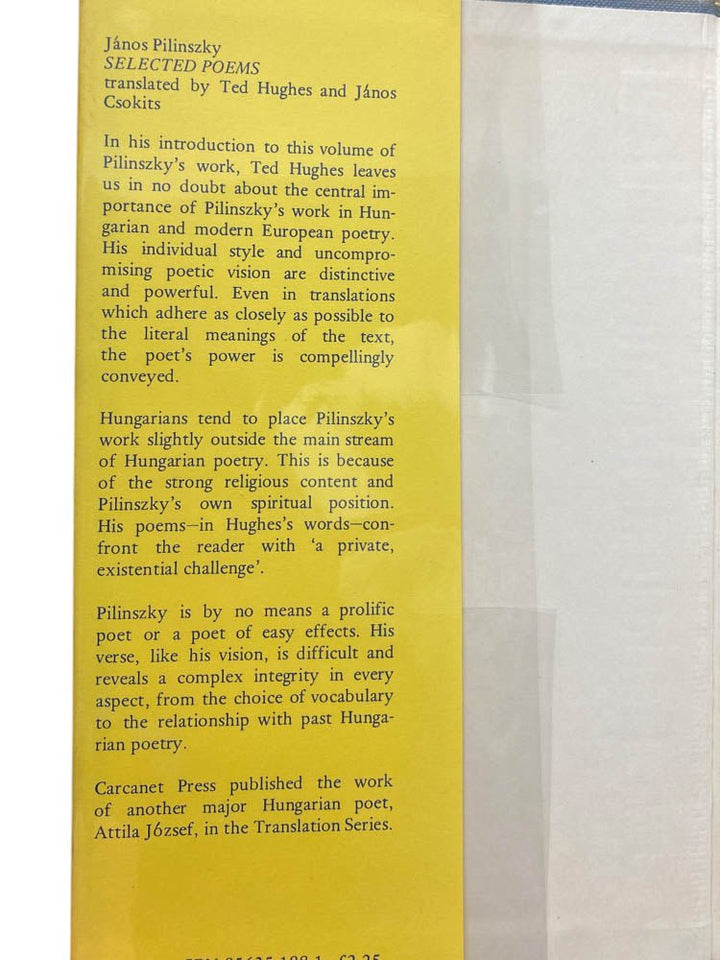 János Pilinszky
SELECTED POEMS
translated by Ted Hughes and János
Csokits
In his introduction to this volume of
Pilinszky's work, Ted Hughes leaves
us in no doubt about the central im-
portance of Pilinszky's work in Hun-
garian and modern European poetry.
His individual style and uncompro-
mising poetic vision are distinctive
and powerful. Even in translations
which adhere as closely as possible to
the literal meanings of the text,
the poet's power is compellingly
conveyed.
Hungarians tend to place Pilinszky's
work slightly outside the main stream
of Hungarian poetry. This is because
of the strong religious content and
Pilinszky's own spiritual position.
His poems—in Hughes's words—con-
front the reader with 'a private,
existential challenge'.
Pilinszky is by no means a prolific
poet or a poet of easy effects. His
verse, like his vision, is difficult and
reveals a complex integrity in every
aspect, from the choice of vocabulary
to the relationship with past Hunga-
rian poetry.
Carcanet Press published the work
of another major Hungarian poet,
Attila József, in the Translation Series.